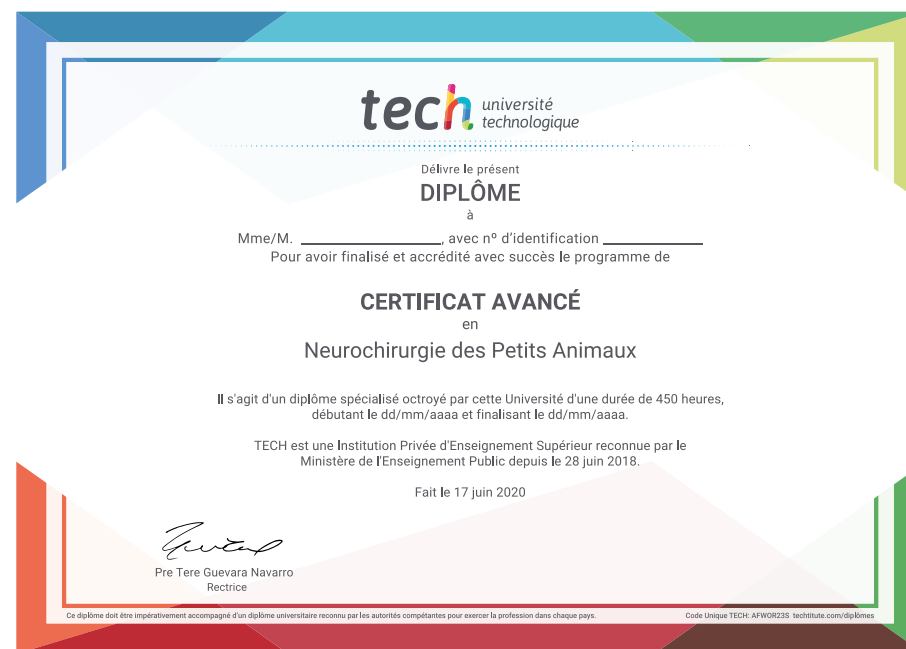 tech université
technologique
Délivre le présent
DIPLÔME
à
Mme/M. ____________________, avec nº d'identification ______________
Pour avoir finalisé et accrédité avec succès le programme de
CERTIFICAT AVANCÉ
en
Neurochirurgie des Petits Animaux
Il s'agit d'un diplôme spécialisé octroyé par cette Université d'une durée de 450 heures,
débutant le dd/mm/aaaa et finalisant le dd/mm/aaaa.
TECH est une Institution Privée d'Enseignement Supérieur reconnue par le
Ministère de l'Enseignement Public depuis le 28 juin 2018.
Fait le 17 juin 2020
Pre Tere Guevara Navarro
Rectrice
Ce diplôme doit être impérativement accompagné d'un diplôme universitaire reconnu par les autorités compétantes pour exercer la profession dans chaque pays.
Code Unique TECH: AFWOR23S techtitute.com/diplômes